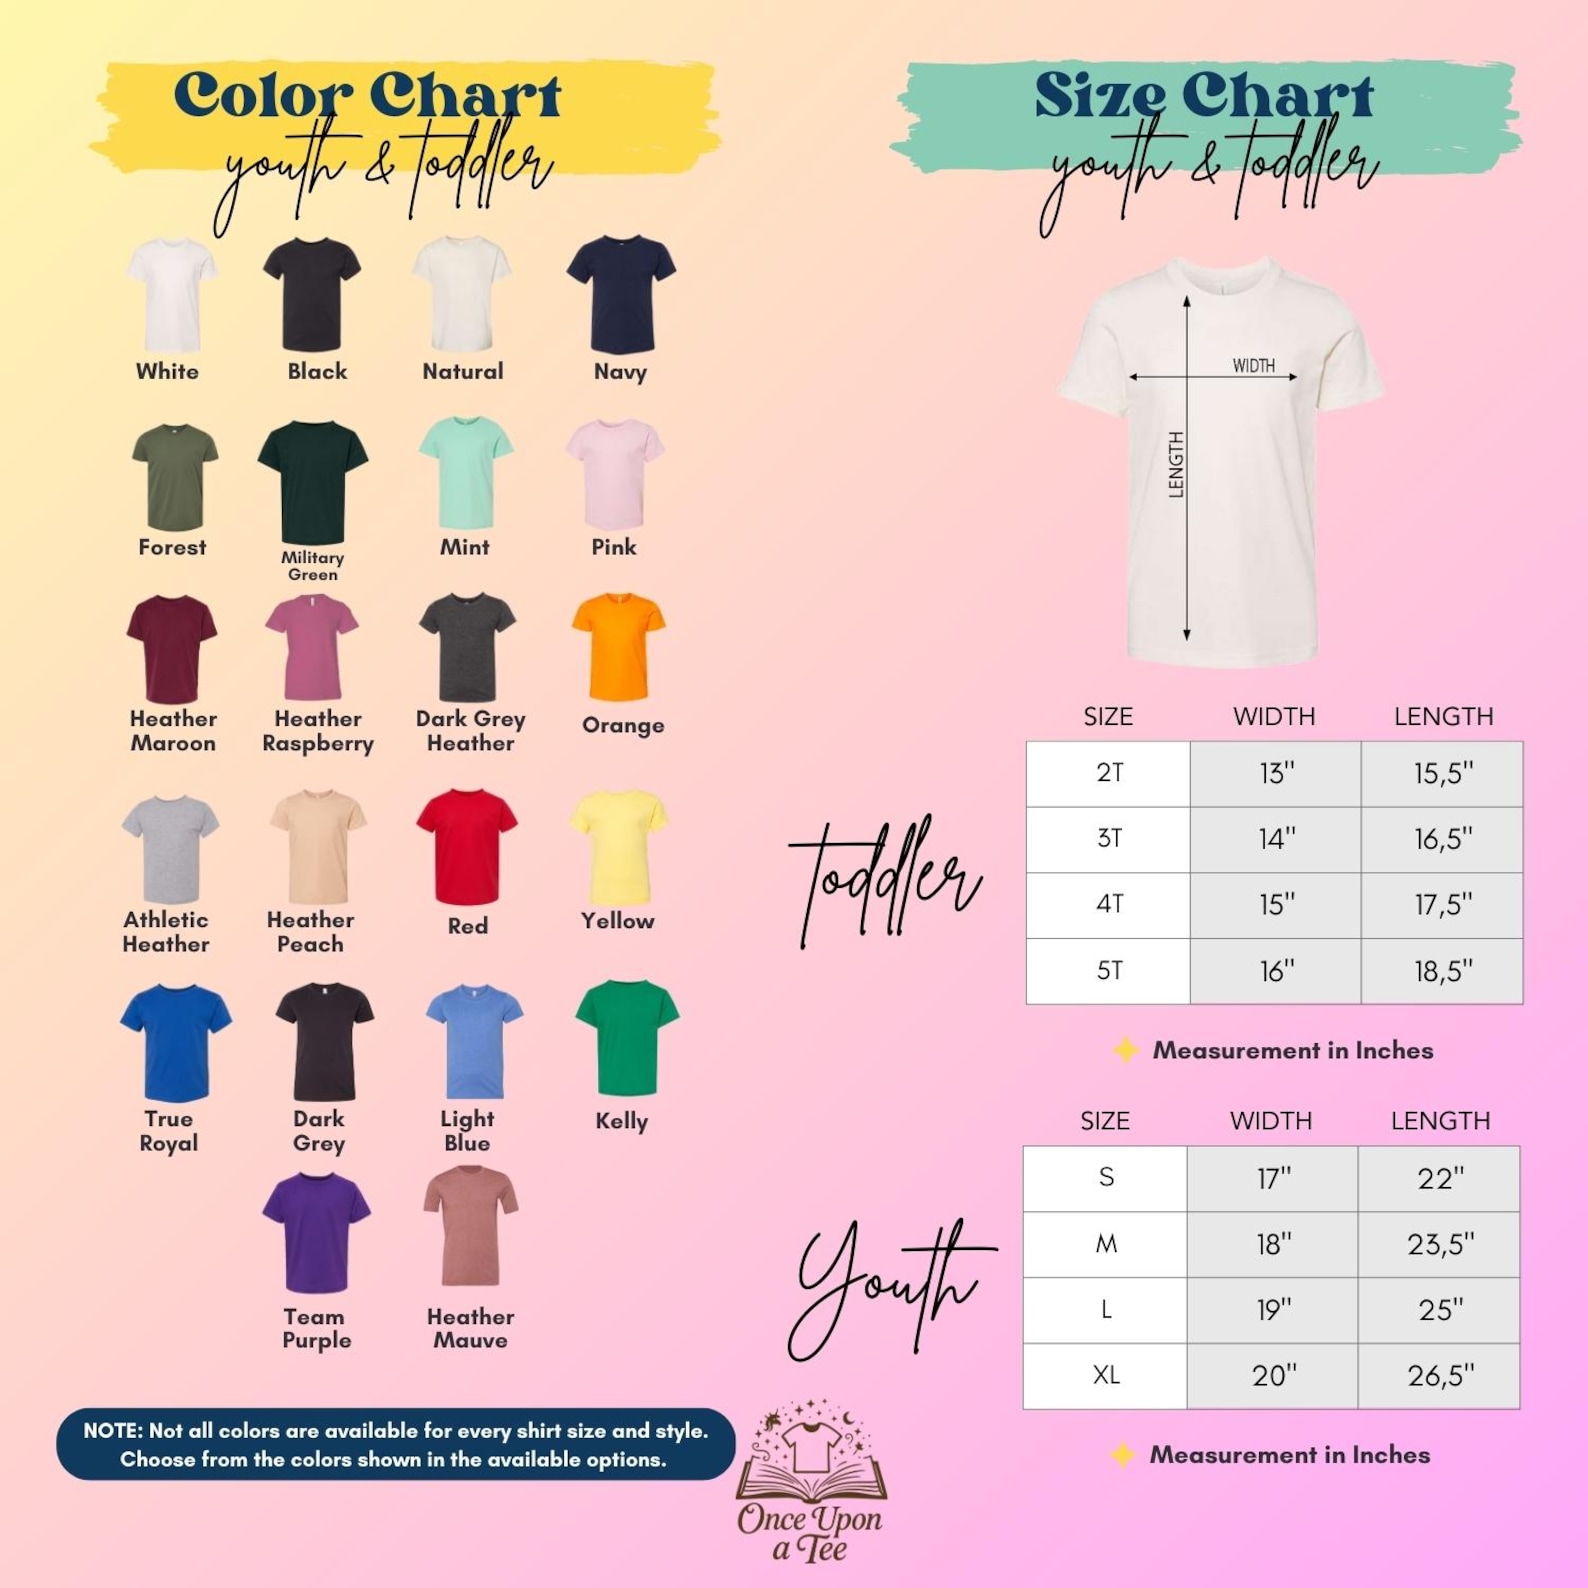 Color Chart
youth & toddler
White
Black
Natural
Navy
Forest
Military
Green
Mint
Pink
Heather
Maroon
Heather
Raspberry
Dark Grey
Heather
Orange
Athletic
Heather
Heather
Peach
Red
Yellow
True
Royal
Dark
Grey
Light
Blue
Kelly
Team
Purple
Heather
Mauve
NOTE: Not all colors are available for every shirt size and style.
Choose from the colors shown in the available options.
Once Upon
a Tee
Size Chart
youth & toddler
WIDTH
LENGTH
toddler
SIZE WIDTH LENGTH
2T 13" 15,5"
3T 14" 16,5"
4T 15" 17,5"
5T 16" 18,5"
Measurement in Inches
Youth
SIZE WIDTH LENGTH
S 17" 22"
M 18" 23,5"
L 19" 25"
XL 20" 26,5"
Measurement in Inches